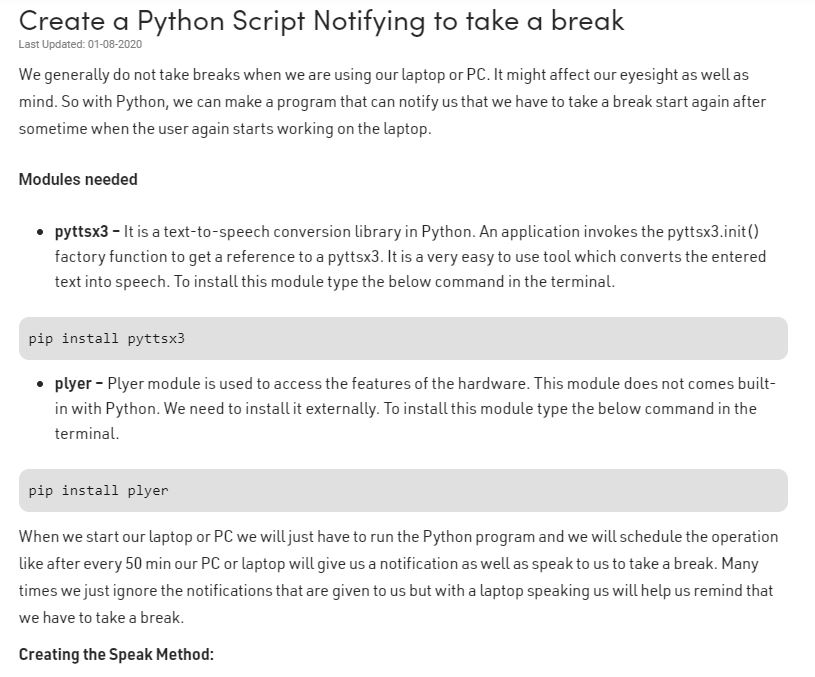 Create a Python Script Notifying to take a break
Last Updated: 01-08-2020
We generally do not take breaks when we are using our laptop or PC. It might affect our eyesight as well as
mind. So with Python, we can make a program that can notify us that we have to take a break start again after
sometime when the user again starts working on the laptop.
Modules needed
• pyttsx3 – It is a text-to-speech conversion library in Python. An application invokes the pyttsx3.init()
factory function to get a reference to a pyttsx3. It is a very easy to use tool which converts the entered
text into speech. To install this module type the below command in the terminal.
pip install pyttsx3
• plyer – Plyer module is used to access the features of the hardware. This module does not comes built-
in with Python. We need to install it externally. To install this module type the below command in the
terminal.
pip install plyer
When we start our laptop or PC we will just have to run the Python program and we will schedule the operation
like after every 50 min our PC or laptop will give us a notification as well as speak to us to take a break. Many
times we just ignore the notifications that are given to us but with a laptop speaking us will help us remind that
we have to take a break.
Creating the Speak Method: